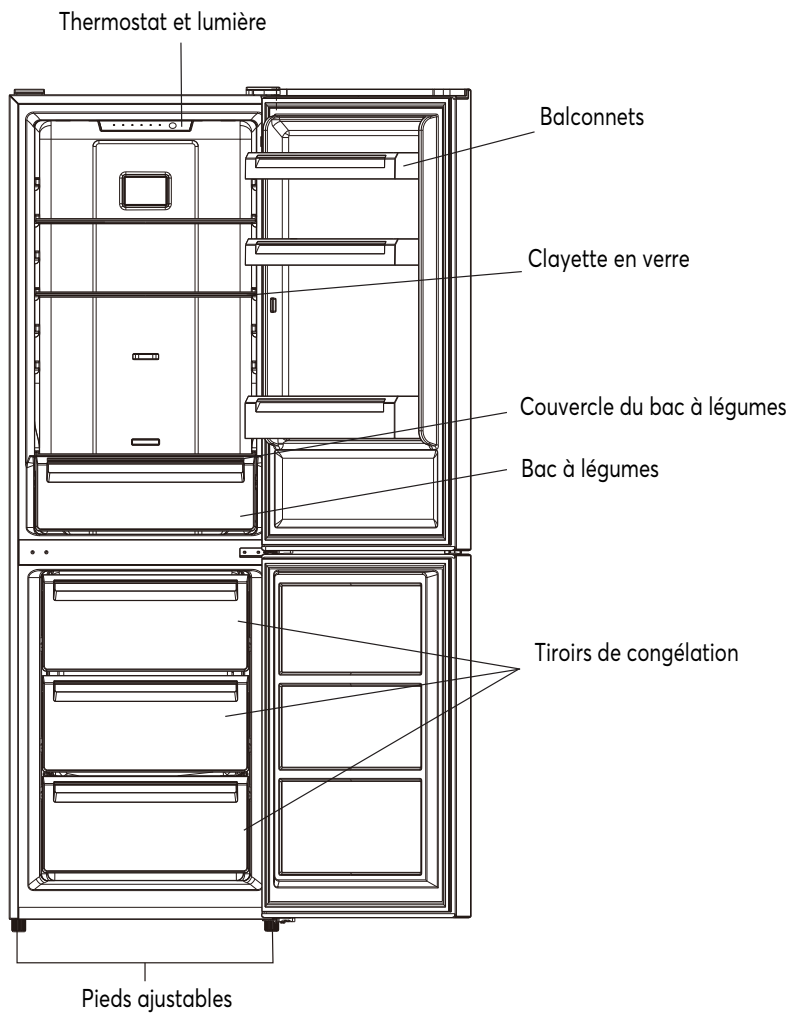 Thermostat et lumière
Balconnets
Clayette en verre
Couvercle du bac à légumes
Bac à légumes
Tiroirs de congélation
Pieds ajustables